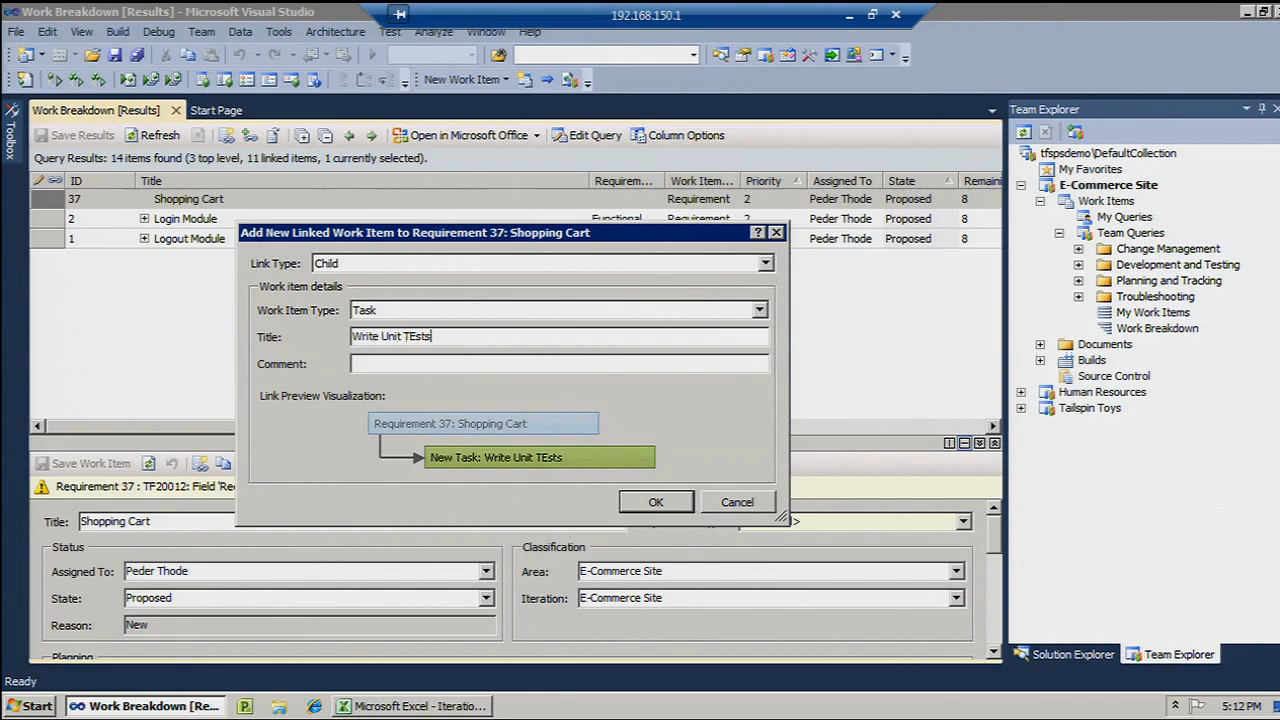 Work Breakdown [Results] - Microsoft Visual Studio
192.168.150.1
File Edit View Build Debug Team Data Tools Architecture Test Analyze Window Help
New Work Item
Work Breakdown [Results] Start Page
Save Results Refresh Open in Microsoft Office Edit Query Column Options
Query Results: 14 items found (3 top level, 11 linked items, 1 currently selected).
ID Title Requirem... Work Item... Priority Assigned To State Remaini
37 Shopping Cart Requirement 2 Peder Thode Proposed 8
2 Login Module Functional Requirement 2 Peder Thode Proposed 8
1 Logout Module Peder Thode Proposed 8
Toolbox
Add New Linked Work Item to Requirement 37: Shopping Cart
Link Type: Child
Work item details
Work Item Type: Task
Title: Write Unit TEsts
Comment:
Link Preview Visualization:
Requirement 37: Shopping Cart
New Task: Write Unit TEsts
OK Cancel
Save Work Item
Requirement 37 : TF20012: Field 'Re
Title: Shopping Cart
>
Status
Assigned To: Peder Thode
State: Proposed
Reason: New
Planning
Classification
Area: E-Commerce Site
Iteration: E-Commerce Site
Team Explorer
tfspsdemo\DefaultCollection
My Favorites
E-Commerce Site
Work Items
My Queries
Team Queries
Change Management
Development and Testing
Planning and Tracking
Troubleshooting
My Work Items
Work Breakdown
Documents
Builds
Source Control
Human Resources
Tailspin Toys
Solution Explorer Team Explorer
Ready
Start Work Breakdown [Re... Microsoft Excel - Iteratio... 5:12 PM